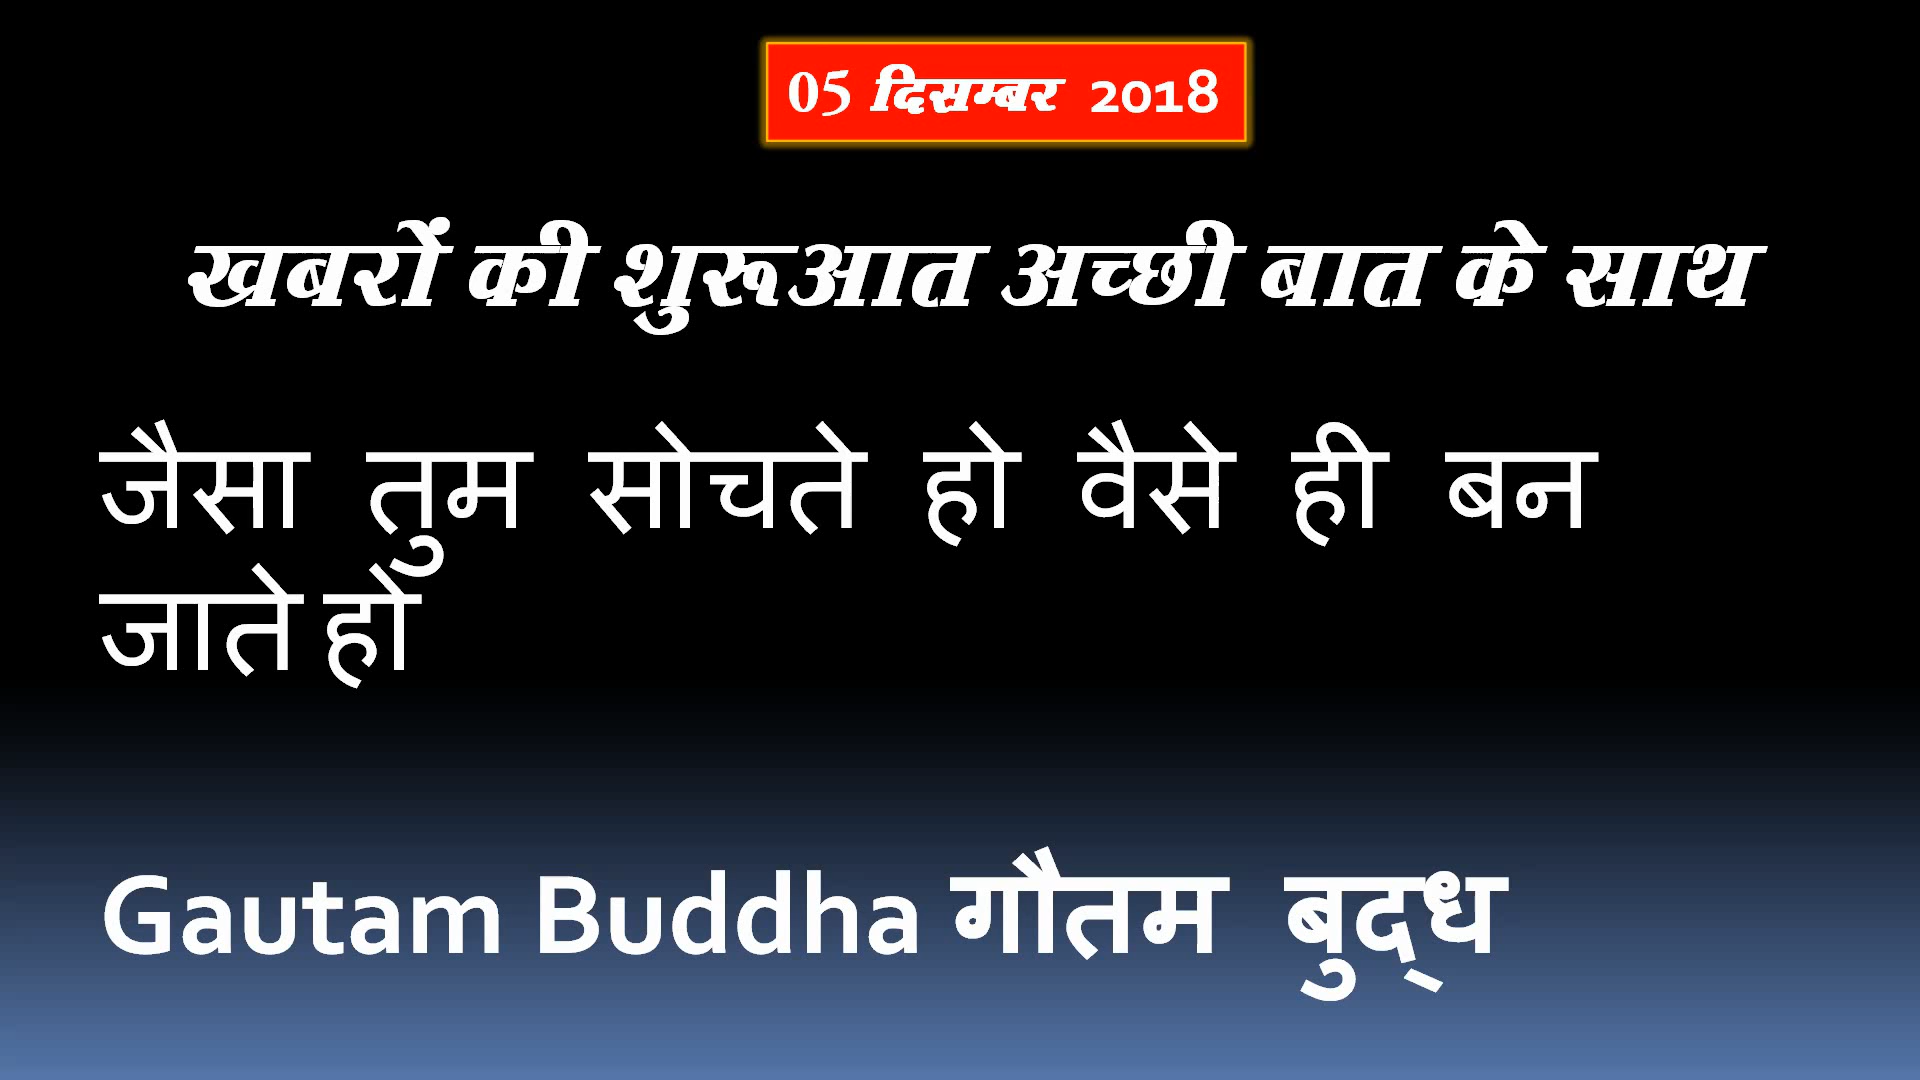 05 दिसम्बर 2018
खबरों की शुरूआत अच्छी बात के साथ
जैसा तुम सोचते हो वैसे ही बन
जाते हो
Gautam Buddha गौतम बुद्ध